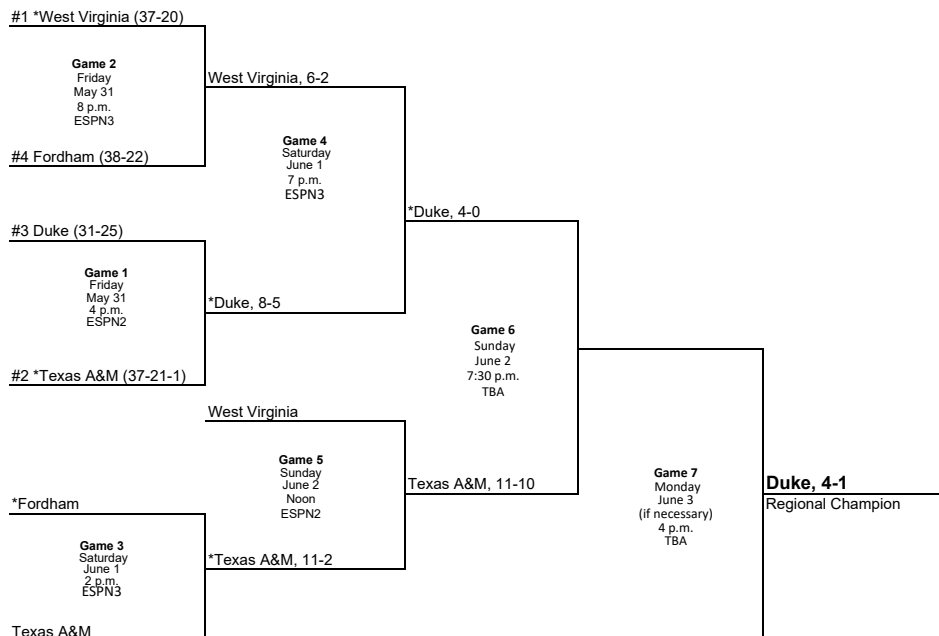 #1 *West Virginia (37-20)
Game 2
Friday
May 31
8 p.m.
ESPN3
West Virginia, 6-2
#4 Fordham (38-22)
Game 4
Saturday
June 1
7 p.m.
ESPN3
*Duke, 4-0
#3 Duke (31-25)
Game 1
Friday
May 31
4 p.m.
ESPN2
*Duke, 8-5
#2 *Texas A&M (37-21-1)
Game 6
Sunday
June 2
7:30 p.m.
TBA
West Virginia
Game 5
Sunday
June 2
Noon
ESPN2
Texas A&M, 11-10
*Fordham
Game 3
Saturday
June 1
2 p.m.
ESPN3
*Texas A&M, 11-2
Texas A&M
Game 7
Monday
June 3
(if necessary)
4 p.m.
TBA
Duke, 4-1
Regional Champion